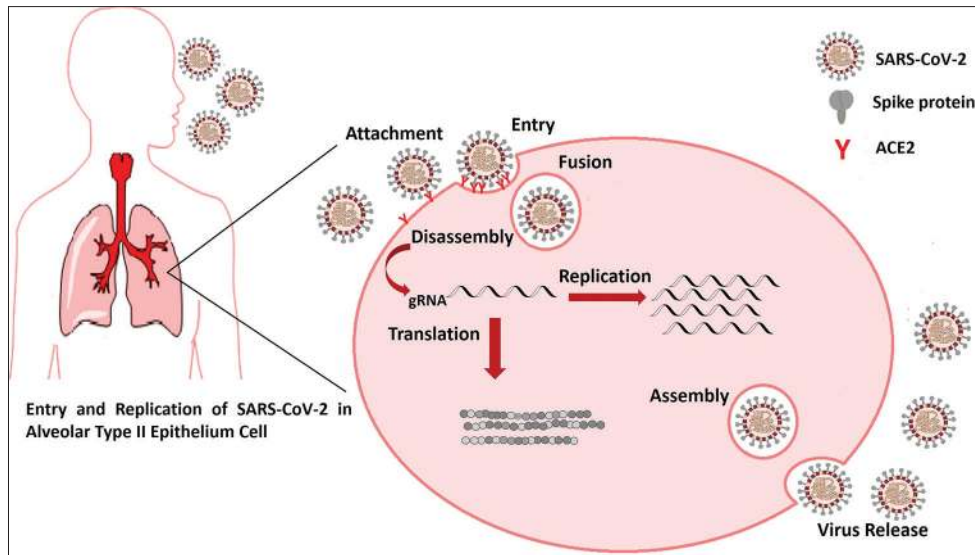 SARS-CoV-2
Spike protein
ACE2
Attachment
Entry
Fusion
Disassembly
gRNA
Replication
Translation
Assembly
Virus Release
Entry and Replication of SARS-CoV-2 in
Alveolar Type II Epithelium Cell